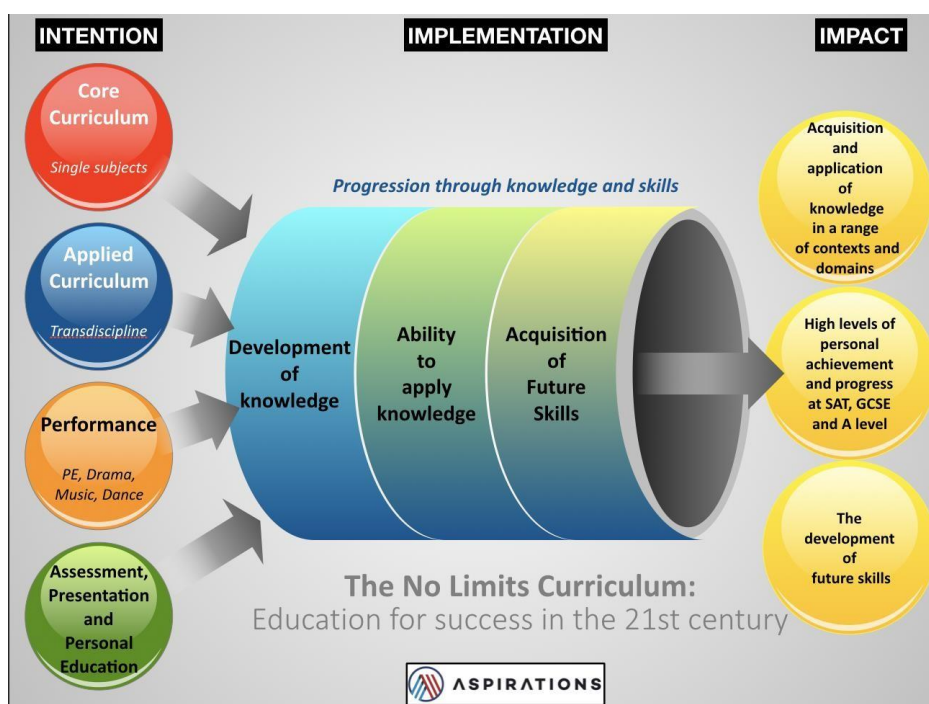 INTENTION
IMPLEMENTATION
IMPACT
Core
Curriculum
Single subjects
Applied
Curriculum
Transdiscipline
Performance
PE, Drama,
Music, Dance
Assessment,
Presentation
and
Personal
Education
Progression through knowledge and skills
Development
of
knowledge
Ability
to
apply
knowledge
Acquisition
of
Future
Skills
Acquisition
and
application
of
knowledge
in a range
of contexts and
domains
High levels of
personal
achievement
and progress
at SAT, GCSE
and A level
The
development
of
future skills
The No Limits Curriculum:
Education for success in the 21st century
ASPIRATIONS